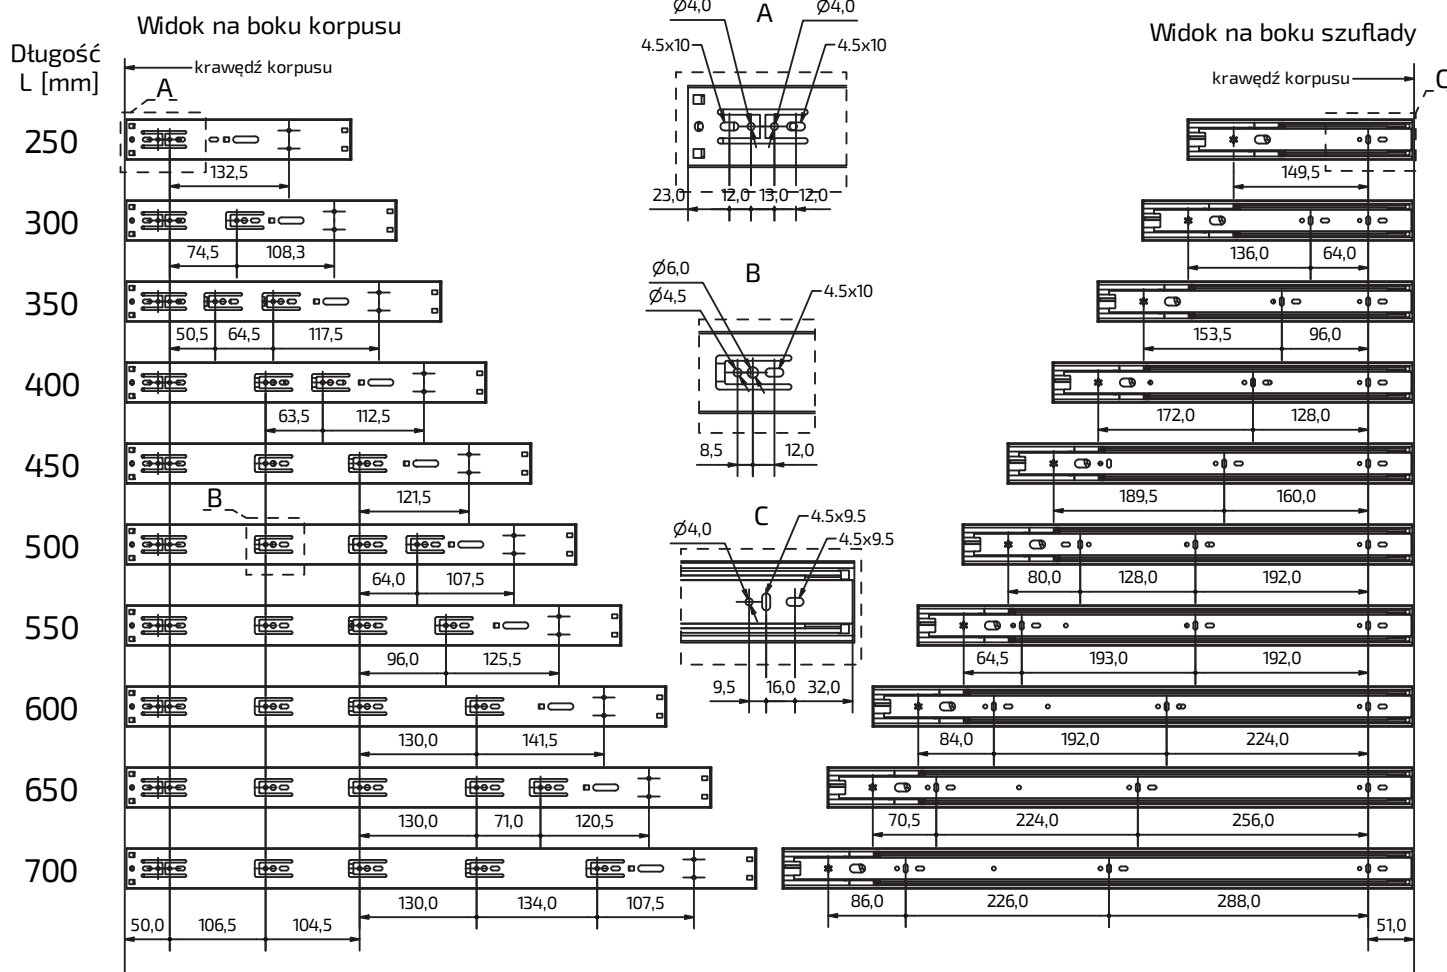 Widok na boku korpusu
Długość
L [mm]
krawędź korpusu
A
250
132,5
300
74,5 108,3
350
50,5 64,5 117,5
400
63,5 112,5
450
121,5
B
500
64,0 107,5
550
96,0 125,5
600
130,0 141,5
650
130,0 71,0 120,5
700
130,0 134,0 107,5
50,0 106,5 104,5
Ø4,0 A Ø4,0
4.5x10 4.5x10
23,0 12,0 13,0 12,0
B
Ø6,0
Ø4,5 4.5x10
8,5 12,0
C
4.5x9.5
Ø4,0 4.5x9.5
9,5 16,0 32,0
Widok na boku szuflady
krawędź korpusu
149,5
136,0 64,0
153,5 96,0
172,0 128,0
189,5 160,0
80,0 128,0 192,0
64,5 193,0 192,0
84,0 192,0 224,0
70,5 224,0 256,0
86,0 226,0 288,0
51,0